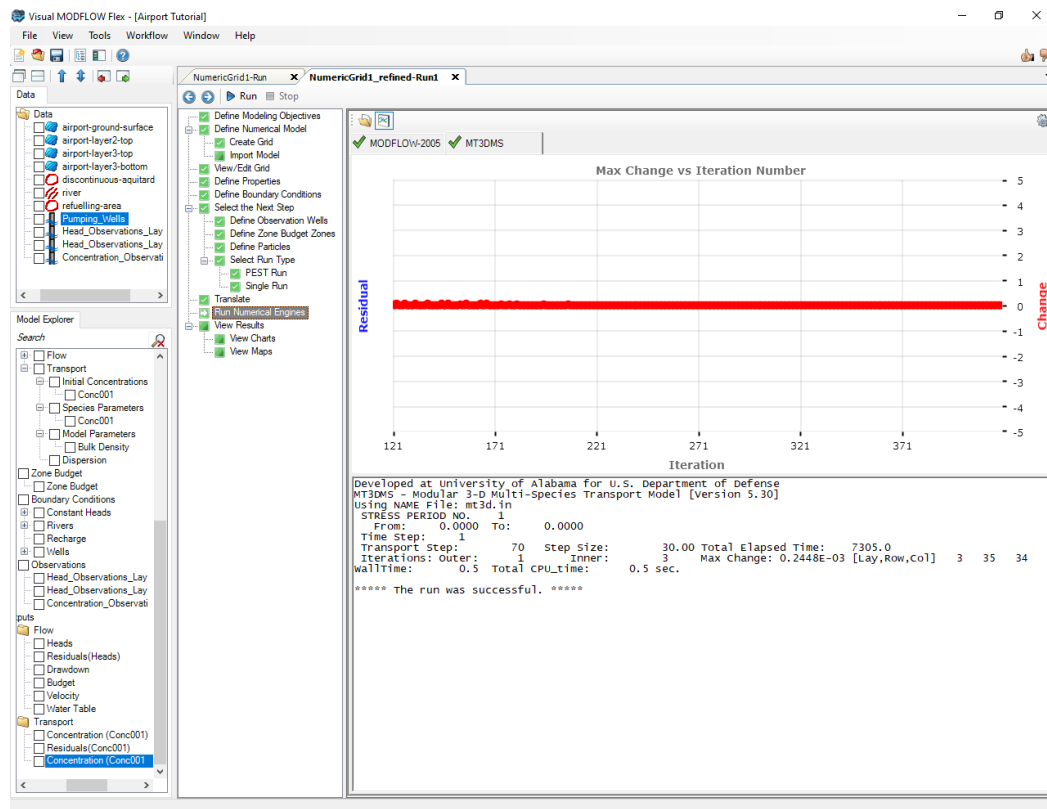 Visual MODFLOW Flex - [Airport Tutorial]
File View Tools Workflow Window Help
Data
Data
airport-ground-surface
airport-layer2-top
airport-layer3-top
airport-layer3-bottom
discontinuous-aquitard
river
refuelling-area
Pumping_Wells
Head_Observations_Lay
Head_Observations_Lay
Concentration_Observati
Model Explorer
Search
Flow
Transport
Initial Concentrations
Conc001
Species Parameters
Conc001
Model Parameters
Bulk Density
Dispersion
Zone Budget
Zone Budget
Boundary Conditions
Constant Heads
Rivers
Recharge
Wells
Observations
Head_Observations_Lay
Head_Observations_Lay
Concentration_Observati
puts
Flow
Heads
Residuals(Heads)
Drawdown
Budget
Velocity
Water Table
Transport
Concentration (Conc001)
Residuals(Conc001)
Concentration (Conc001
NumericGrid1-Run NumericGrid1_refined-Run1
Run Stop
Define Modeling Objectives
Define Numerical Model
Create Grid
Import Model
View/Edit Grid
Define Properties
Define Boundary Conditions
Select the Next Step
Define Observation Wells
Define Zone Budget Zones
Define Particles
Select Run Type
PEST Run
Single Run
Translate
Run Numerical Engines
View Results
View Charts
View Maps
MODFLOW-2005 MT3DMS
Max Change vs Iteration Number
5
4
3
2
1
0
-1
-2
-3
-4
-5
Residual
Change
121 171 221 271 321 371
Iteration
Developed at University of Alabama for U.S. Department of Defense
MT3DMS - Modular 3-D Multi-Species Transport Model [Version 5.30]
Using NAME File: mt3d.in
STRESS PERIOD NO. 1
From: 0.0000 To: 0.0000
Time Step: 1
Transport Step: 70 Step Size: 30.00 Total Elapsed Time: 7305.0
Iterations: Outer: 1 Inner: 3 Max Change: 0.2448E-03 [Lay,Row,Col] 3 35 34
WallTime: 0.5 Total CPU_time: 0.5 sec.
***** The run was successful. *****